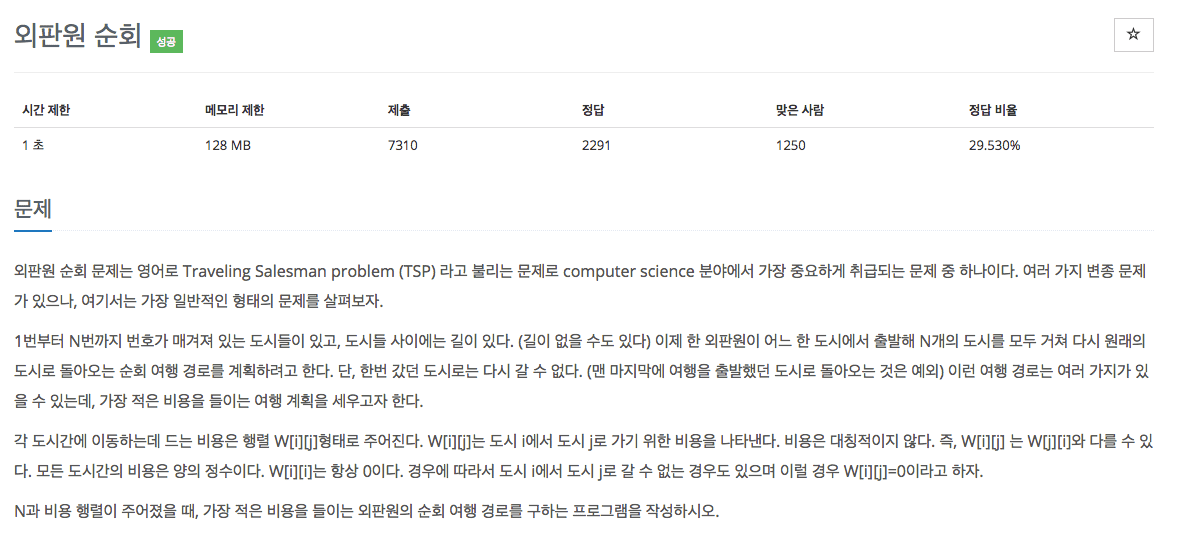 외판원 순회 성공
☆
시간 제한 메모리 제한 제출 정답 맞은 사람 정답 비율
1 초 128 MB 7310 2291 1250 29.530%
문제
외판원 순회 문제는 영어로 Traveling Salesman problem (TSP) 라고 불리는 문제로 computer science 분야에서 가장 중요하게 취급되는 문제 중 하나이다. 여러 가지 변종 문제
가 있으나, 여기서는 가장 일반적인 형태의 문제를 살펴보자.
1번부터 N번까지 번호가 매겨져 있는 도시들이 있고, 도시들 사이에는 길이 있다. (길이 없을 수도 있다) 이제 한 외판원이 어느 한 도시에서 출발해 N개의 도시를 모두 거쳐 다시 원래의
도시로 돌아오는 순회 여행 경로를 계획하려고 한다. 단, 한번 갔던 도시로는 다시 갈 수 없다. (맨 마지막에 여행을 출발했던 도시로 돌아오는 것은 예외) 이런 여행 경로는 여러 가지가 있
을 수 있는데, 가장 적은 비용을 들이는 여행 계획을 세우고자 한다.
각 도시간에 이동하는데 드는 비용은 행렬 W[i][j]형태로 주어진다. W[i][j]는 도시 i에서 도시 j로 가기 위한 비용을 나타낸다. 비용은 대칭적이지 않다. 즉, W[i][j] 는 W[j][i]와 다를 수 있
다. 모든 도시간의 비용은 양의 정수이다. W[i][i]는 항상 0이다. 경우에 따라서 도시 i에서 도시 j로 갈 수 없는 경우도 있으며 이럴 경우 W[i][j]=0이라고 하자.
N과 비용 행렬이 주어졌을 때, 가장 적은 비용을 들이는 외판원의 순회 여행 경로를 구하는 프로그램을 작성하시오.